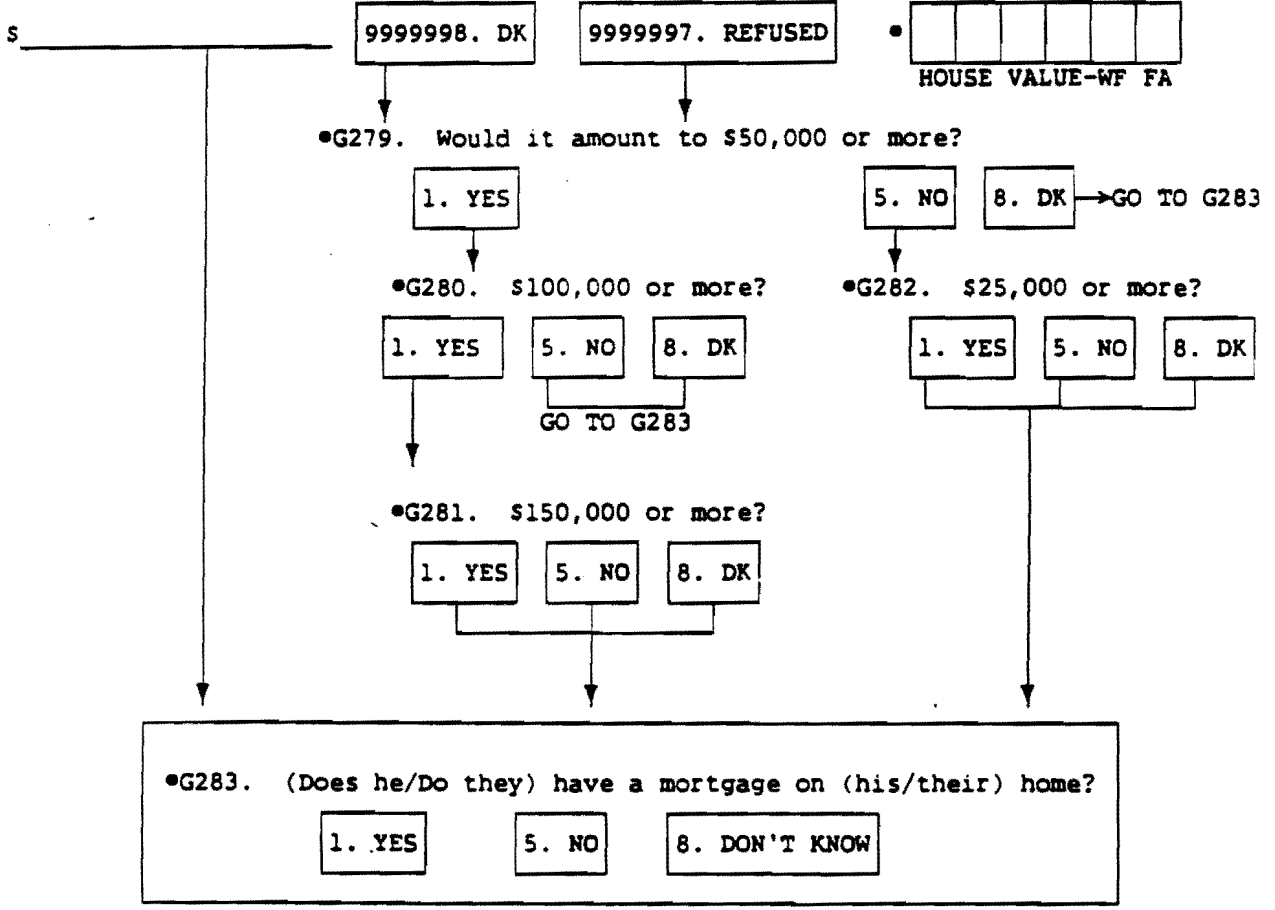 $ 9999998. DK 9999997. REFUSED
HOUSE VALUE-WF FA
●G279. Would it amount to $50,000 or more?
1. YES 5. NO 8. DK →GO TO G283
●G280. $100,000 or more? ●G282. $25,000 or more?
1. YES 5. NO 8. DK 1. YES 5. NO 8. DK
GO TO G283
●G281. $150,000 or more?
1. YES 5. NO 8. DK
●G283. (Does he/Do they) have a mortgage on (his/their) home?
1. YES 5. NO 8. DON'T KNOW